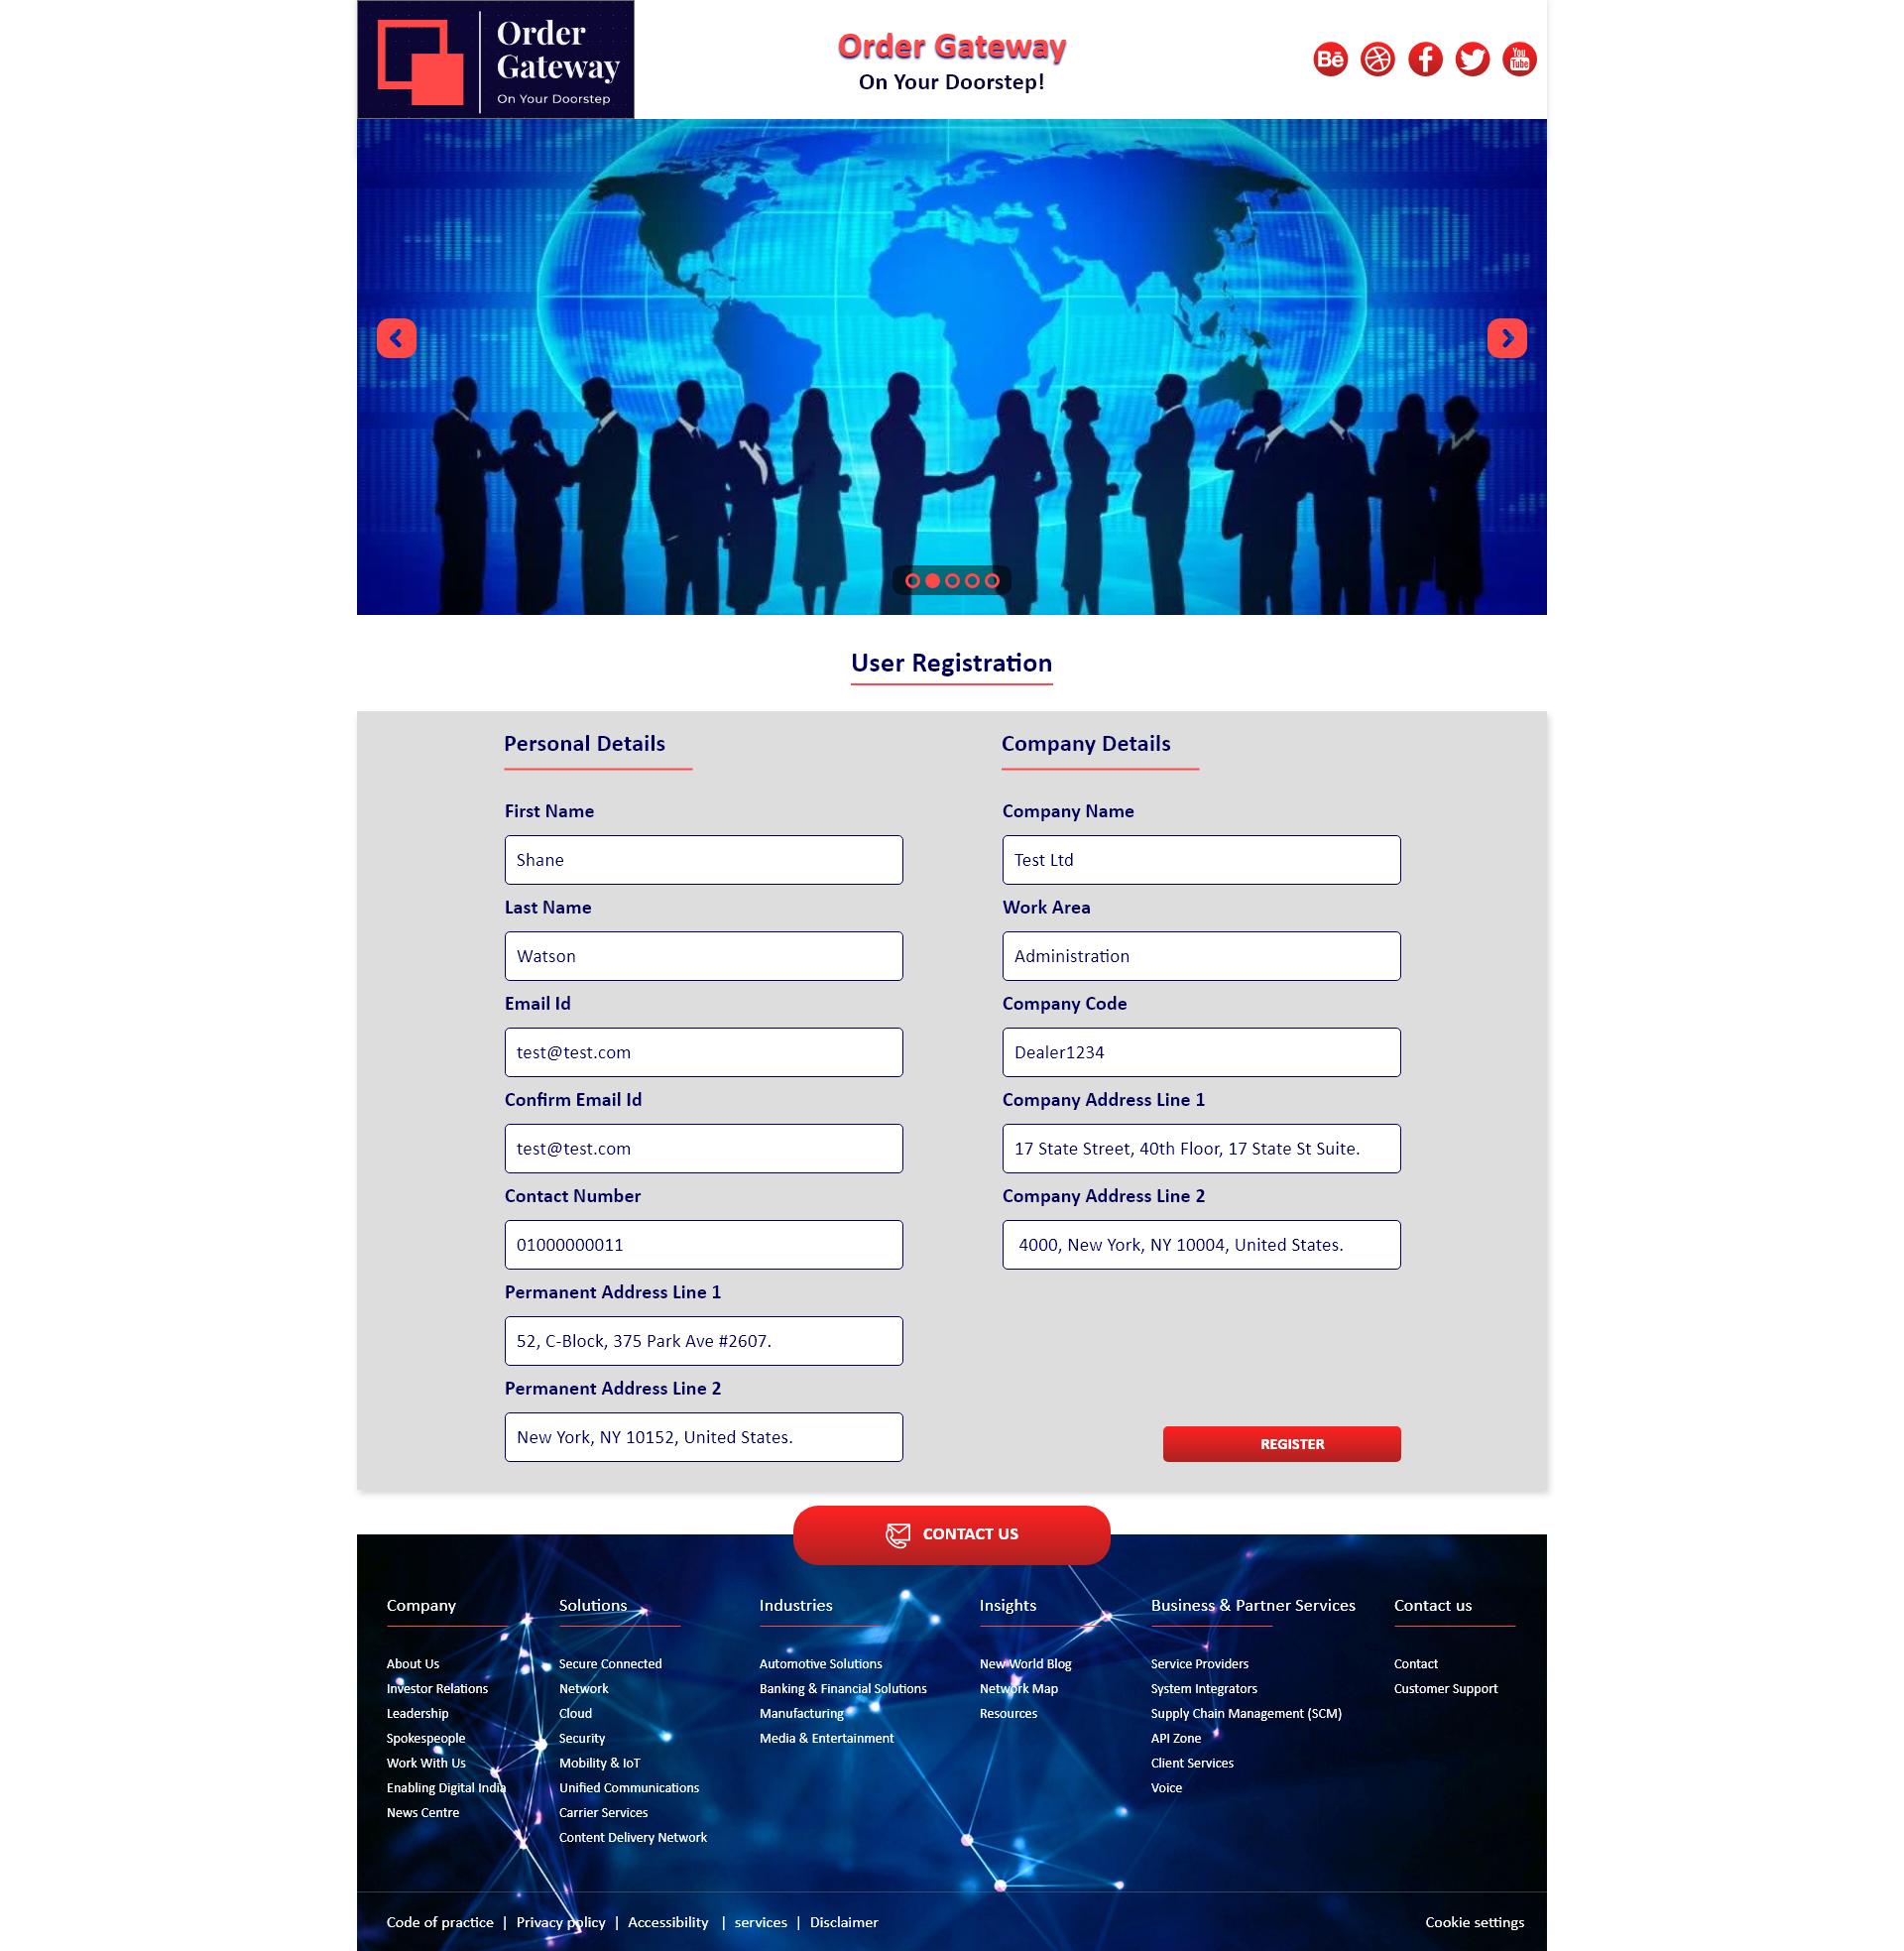 Order
Gateway
On Your Doorstep
Order Gateway
On Your Doorstep!
Bē
You
Tube
User Registration
Personal Details
First Name
Shane
Last Name
Watson
Email Id
test@test.com
Confirm Email Id
test@test.com
Contact Number
01000000011
Permanent Address Line 1
52, C-Block, 375 Park Ave #2607.
Permanent Address Line 2
New York, NY 10152, United States.
Company Details
Company Name
Test Ltd
Work Area
Administration
Company Code
Dealer1234
Company Address Line 1
17 State Street, 40th Floor, 17 State St Suite.
Company Address Line 2
4000, New York, NY 10004, United States.
REGISTER
CONTACT US
Company
About Us
Investor Relations
Leadership
Spokespeople
Work With Us
Enabling Digital India
News Centre
Solutions
Secure Connected
Network
Cloud
Security
Mobility & IoT
Unified Communications
Carrier Services
Content Delivery Network
Industries
Automotive Solutions
Banking & Financial Solutions
Manufacturing
Media & Entertainment
Insights
New World Blog
Network Map
Resources
Business & Partner Services
Service Providers
System Integrators
Supply Chain Management (SCM)
API Zone
Client Services
Voice
Contact us
Contact
Customer Support
Code of practice | Privacy policy | Accessibility | services | Disclaimer
Cookie settings